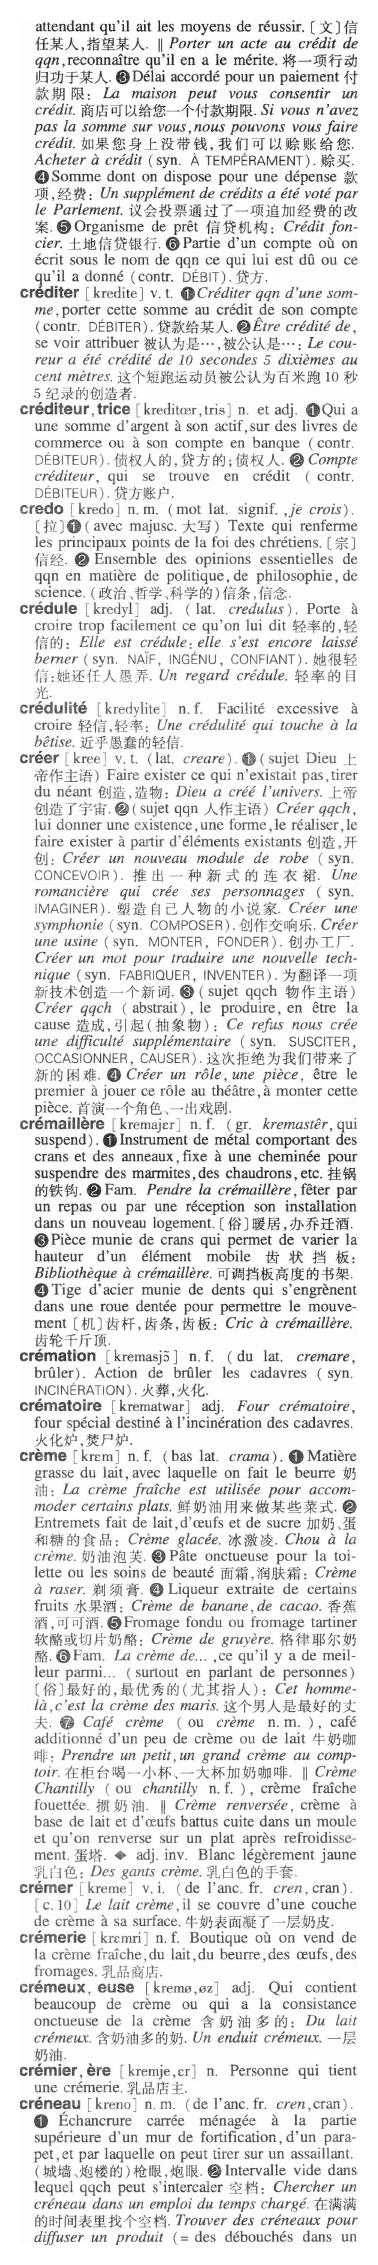 attendant qu'il ait les moyens de réussir.〔文〕信
任某人,指望某人. ‖ Porter un acte au crédit de
qqn, reconnaître qu'il en a le mérite. 将一项行动
归功于某人. ❸ Délai accordé pour un paiement 付
款期限: La maison peut vous consentir un
crédit. 商店可以给您一个付款期限. Si vous n'avez
pas la somme sur vous, nous pouvons vous faire
crédit. 如果您身上没带钱,我们可以赊账给您.
Acheter à crédit (syn. À TEMPÉRAMENT). 赊买.
❹ Somme dont on dispose pour une dépense 款
项,经费: Un supplément de crédits a été voté par
le Parlement. 议会投票通过了一项追加经费的改
案. ❺ Organisme de prêt 信贷机构: Crédit fon-
cier. 土地信贷银行. ❻ Partie d'un compte où on
écrit sous le nom de qqn ce qui lui est dû ou ce
qu'il a donné (contr. DÉBIT). 贷方.
créditer [kredite] v. t. ❶ Créditer qqn d'une som-
me, porter cette somme au crédit de son compte
(contr. DÉBITER). 贷款给某人. ❷ Être crédité de,
se voir attribuer 被认为是…,被公认是…: Le cou-
reur a été crédité de 10 secondes 5 dixièmes au
cent mètres. 这个短跑运动员被公认为百米跑 10 秒
5 纪录的创造者.
créditeur, trice [kreditœr, tris] n. et adj. ❶ Qui a
une somme d'argent à son actif, sur des livres de
commerce ou à son compte en banque (contr.
DÉBITEUR). 债权人的,贷方的;债权人. ❷ Compte
créditeur, qui se trouve en crédit (contr.
DÉBITEUR). 贷方账户.
credo [kredo] n. m. (mot lat. signif., je crois).
〔拉〕❶ (avec majusc. 大写) Texte qui renferme
les principaux points de la foi des chrétiens.〔宗〕
信经. ❷ Ensemble des opinions essentielles de
qqn en matière de politique, de philosophie, de
science. (政治、哲学、科学的)信条,信念.
crédule [kredyl] adj. (lat. credulus). Porte à
croire trop facilement ce qu'on lui dit 轻率的,轻
信的: Elle est crédule: elle s'est encore laissé
berner (syn. NAÏF, INGÉNU, CONFIANT). 她很轻
信:她还任人愚弄. Un regard crédule. 轻率的目
光.
crédulité [kredylite] n. f. Facilité excessive à
croire 轻信,轻率: Une crédulité qui touche à la
bêtise. 近乎愚蠢的轻信.
créer [kree] v. t. (lat. creare). ❶ (sujet Dieu 上
帝作主语) Faire exister ce qui n'existait pas, tirer
du néant 创造,造物: Dieu a créé l'univers. 上帝
创造了宇宙. ❷ (sujet qqn 人作主语) Créer qqch,
lui donner une existence, une forme, le réaliser, le
faire exister à partir d'éléments existants 创造,开
创: Créer un nouveau module de robe (syn.
CONCEVOIR). 推出一种新式的连衣裙. Une
romancière qui crée ses personnages (syn.
IMAGINER). 塑造自己人物的小说家. Créer une
symphonie (syn. COMPOSER). 创作交响乐. Créer
une usine (syn. MONTER, FONDER). 创办工厂.
Créer un mot pour traduire une nouvelle tech-
nique (syn. FABRIQUER, INVENTER). 为翻译一项
新技术创造一个新词. ❸ (sujet qqch 物作主语)
Créer qqch (abstrait), le produire, en être la
cause 造成,引起(抽象物): Ce refus nous crée
une difficulté supplémentaire (syn. SUSCITER,
OCCASIONNER, CAUSER). 这次拒绝为我们带来了
新的困难. ❹ Créer un rôle, une pièce, être le
premier à jouer ce rôle au théâtre, à monter cette
pièce. 首演一个角色、一出戏剧.
crémaillère [kremajɛr] n. f. (gr. kremastêr, qui
suspend). ❶ Instrument de métal comportant des
crans et des anneaux, fixe à une cheminée pour
suspendre des marmites, des chaudrons, etc. 挂锅
的铁钩. ❷ Fam. Pendre la crémaillère, fêter par
un repas ou par une réception son installation
dans un nouveau logement.〔俗〕暖居,办乔迁酒.
❸ Pièce munie de crans qui permet de varier la
hauteur d'un élément mobile 齿状挡板:
Bibliothèque à crémaillère. 可调挡板高度的书架.
❹ Tige d'acier munie de dents qui s'engrènent
dans une roue dentée pour permettre le mouve-
ment〔机〕齿杆,齿条,齿板: Cric à crémaillère.
齿轮千斤顶.
crémation [kremasjɔ̃] n. f. (du lat. cremare,
brûler). Action de brûler les cadavres (syn.
INCINÉRATION). 火葬,火化.
crématoire [krematwar] adj. Four crématoire,
four spécial destiné à l'incinération des cadavres.
火化炉,焚尸炉.
crème [krɛm] n. f. (bas lat. crama). ❶ Matière
grasse du lait, avec laquelle on fait le beurre 奶
油: La crème fraîche est utilisée pour accom-
moder certains plats. 鲜奶油用来做某些菜式. ❷
Entremets fait de lait, d'œufs et de sucre 加奶、蛋
和糖的食品: Crème glacée. 冰激凌. Chou à la
crème. 奶油泡芙. ❸ Pâte onctueuse pour la toi-
lette ou les soins de beauté 面霜,润肤霜: Crème
à raser. 剃须膏. ❹ Liqueur extraite de certains
fruits 水果酒: Crème de banane, de cacao. 香蕉
酒,可可酒. ❺ Fromage fondu ou fromage tartiner
软酪或切片奶酪: Crème de gruyère. 格律耶尔奶
酪. ❻ Fam. La crème de..., ce qu'il y a de meil-
leur parmi... (surtout en parlant de personnes)
〔俗〕最好的,最优秀的(尤其指人): Cet homme-
là, c'est la crème des maris. 这个男人是最好的丈
夫. ❼ Café crème (ou crème n. m.), café
additionné d'un peu de crème ou de lait 牛奶咖
啡: Prendre un petit, un grand crème au comp-
toir. 在柜台喝一小杯、一大杯加奶咖啡. ‖ Crème
Chantilly (ou chantilly n. f.), crème fraîche
fouettée. 掼奶油. ‖ Crème renversée, crème à
base de lait et d'œufs battus cuite dans un moule
et qu'on renverse sur un plat après refroidisse-
ment. 蛋塔. ◆ adj. inv. Blanc légèrement jaune
乳白色: Des gants crème. 乳白色的手套.
crémer [kreme] v. i. (de l'anc. fr. cren, cran).
[c. 10] Le lait crème, il se couvre d'une couche
de crème à sa surface. 牛奶表面凝了一层奶皮.
crémerie [krɛmri] n. f. Boutique où on vend de
la crème fraîche, du lait, du beurre, des œufs, des
fromages. 乳品商店.
crémeux, euse [kremø, øz] adj. Qui contient
beaucoup de crème ou qui a la consistance
onctueuse de la crème 含奶油多的: Du lait
crémeux. 含奶油多的奶. Un enduit crémeux. 一层
奶油.
crémier, ère [kremje, ɛr] n. Personne qui tient
une crémerie. 乳品店主.
créneau [kreno] n. m. (de l'anc. fr. cren, cran).
❶ Échancrure carrée ménagée à la partie
supérieure d'un mur de fortification, d'un para-
pet, et par laquelle on peut tirer sur un assaillant.
(城墙、炮楼的)枪眼,炮眼. ❷ Intervalle vide dans
lequel qqch peut s'intercaler 空档: Chercher un
créneau dans un emploi du temps chargé. 在满满
的时间表里找个空档. Trouver des créneaux pour
diffuser un produit (= des débouchés dans un